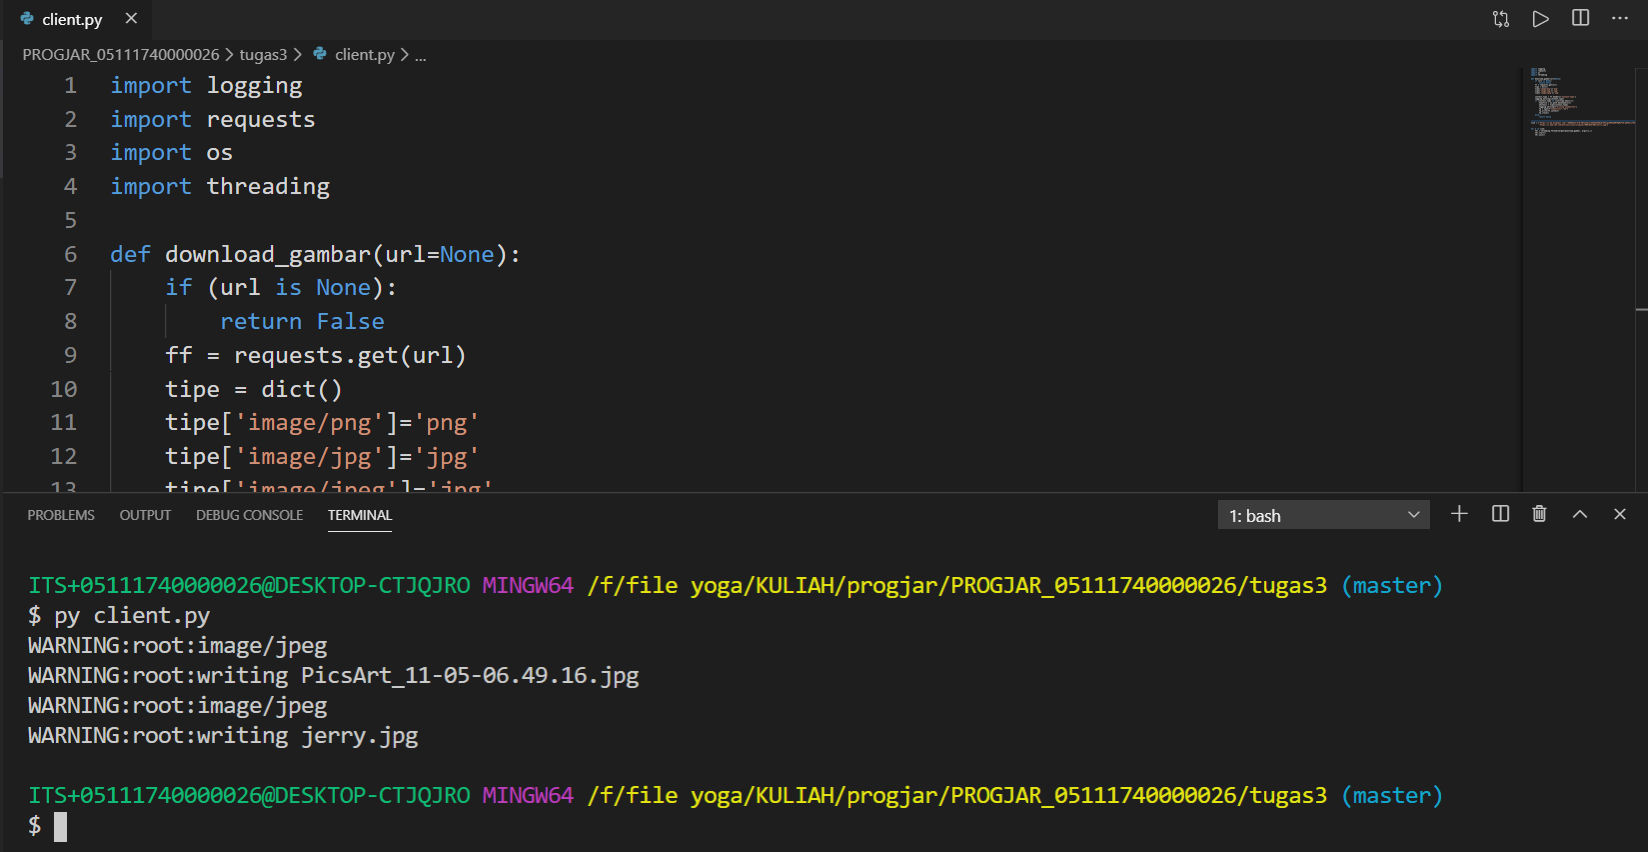 client.py
PROGJAR_05111740000026 > tugas3 > client.py > ...
1 import logging
2 import requests
3 import os
4 import threading
5
6 def download_gambar(url=None):
7 if (url is None):
8 return False
9 ff = requests.get(url)
10 tipe = dict()
11 tipe['image/png']='png'
12 tipe['image/jpg']='jpg'
13 tipe['image/jpeg']='jpg'
PROBLEMS OUTPUT DEBUG CONSOLE TERMINAL 1: bash
ITS+05111740000026@DESKTOP-CTJQJRO MINGW64 /f/file yoga/KULIAH/progjar/PROGJAR_05111740000026/tugas3 (master)
$ py client.py
WARNING:root:image/jpeg
WARNING:root:writing PicsArt_11-05-06.49.16.jpg
WARNING:root:image/jpeg
WARNING:root:writing jerry.jpg
ITS+05111740000026@DESKTOP-CTJQJRO MINGW64 /f/file yoga/KULIAH/progjar/PROGJAR_05111740000026/tugas3 (master)
$